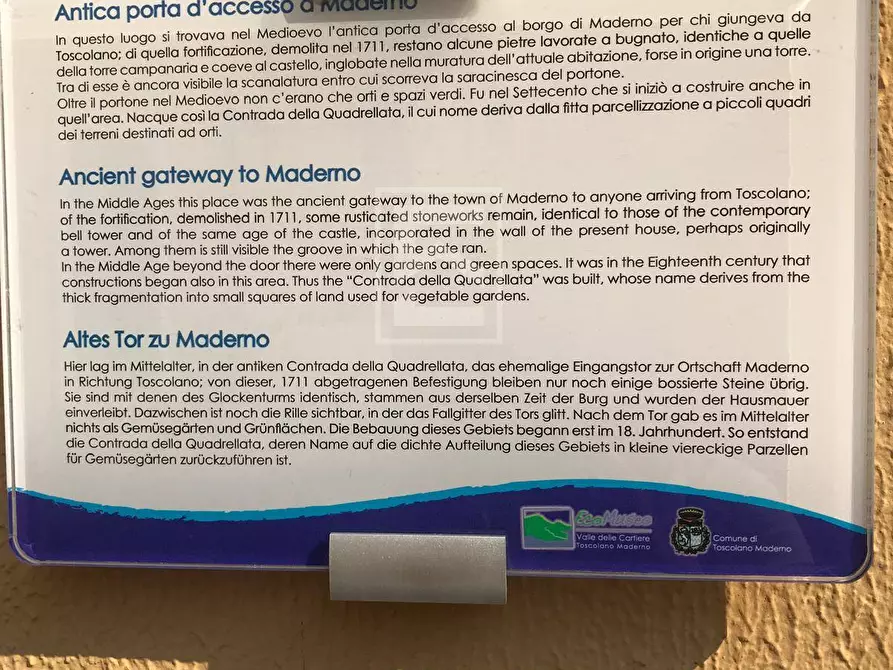 Antica porta d'accesso a Maderno
In questo luogo si trovava nel Medioevo l'antica porta d'accesso al borgo di Maderno per chi giungeva da
Toscolano; di quella fortificazione, demolita nel 1711, restano alcune pietre lavorate a bugnato, identiche a quelle
della torre campanaria e coeve al castello, inglobate nella muratura dell'attuale abitazione, forse in origine una torre.
Tra di esse è ancora visibile la scanalatura entro cui scorreva la saracinesca del portone.
Oltre il portone nel Medioevo non c'erano che orti e spazi verdi. Fu nel Settecento che si iniziò a costruire anche in
quell'area. Nacque così la Contrada della Quadrellata, il cui nome deriva dalla fitta parcellizzazione a piccoli quadri
dei terreni destinati ad orti.
Ancient gateway to Maderno
In the Middle Ages this place was the ancient gateway to the town of Maderno to anyone arriving from Toscolano;
of the fortification, demolished in 1711, some rusticated stoneworks remain, identical to those of the contemporary
bell tower and of the same age of the castle, incorporated in the wall of the present house, perhaps originally
a tower. Among them is still visible the groove in which the gate ran.
In the Middle Age beyond the door there were only gardens and green spaces. It was in the Eighteenth century that
constructions began also in this area. Thus the "Contrada della Quadrellata" was built, whose name derives from the
thick fragmentation into small squares of land used for vegetable gardens.
Altes Tor zu Maderno
Hier lag im Mittelalter, in der antiken Contrada della Quadrellata, das ehemalige Eingangstor zur Ortschaft Maderno
in Richtung Toscolano; von dieser, 1711 abgetragenen Befestigung bleiben nur noch einige bossierte Steine übrig.
Sie sind mit denen des Glockenturms identisch, stammen aus derselben Zeit der Burg und wurden der Hausmauer
einverleibt. Dazwischen ist noch die Rille sichtbar, in der das Fallgitter des Tors glitt. Nach dem Tor gab es im Mittelalter
nichts als Gemüsegärten und Grünflächen. Die Bebauung dieses Gebiets begann erst im 18. Jahrhundert. So entstand
die Contrada della Quadrellata, deren Name auf die dichte Aufteilung dieses Gebiets in kleine viereckige Parzellen
für Gemüsegärten zurückzuführen ist.
EcoMuseo
Valle delle Cartiere
Toscolano Maderno
Comune di
Toscolano Maderno